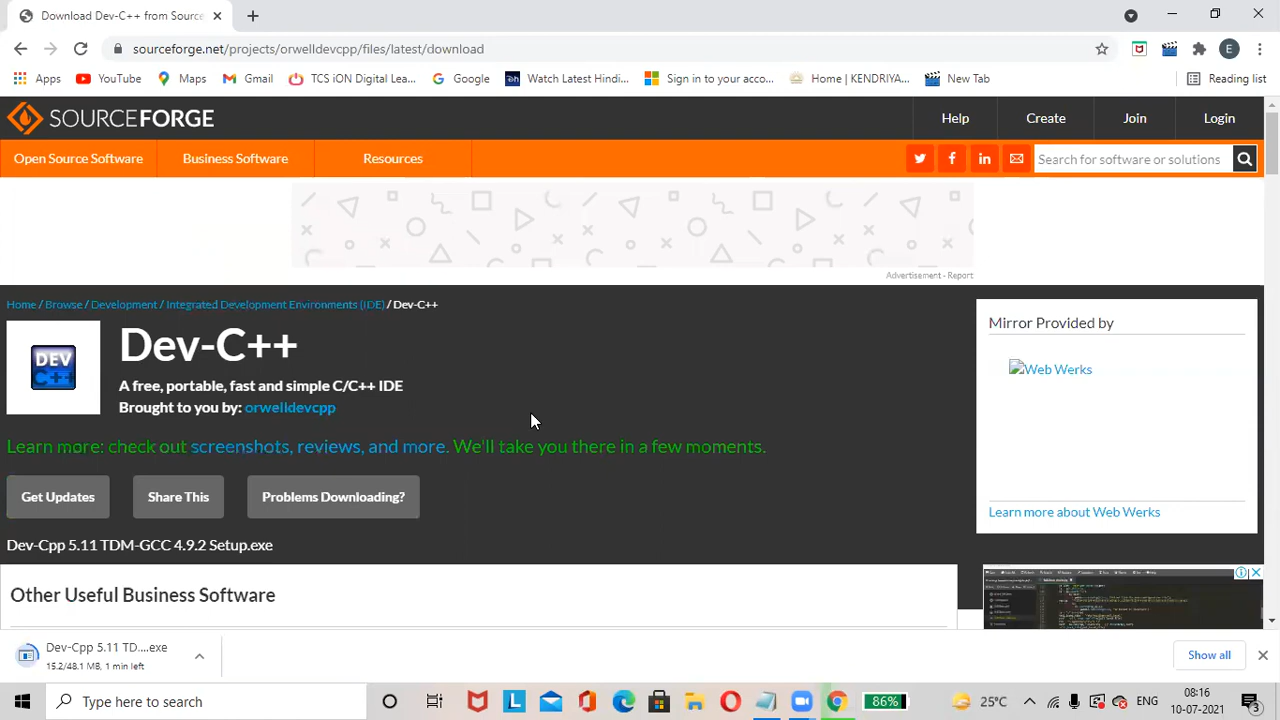 Download Dev-C++ from Source
sourceforge.net/projects/orwelldevcpp/files/latest/download
E
Apps
YouTube
Maps
Gmail
TCS iON Digital Lea...
Google
Watch Latest Hindi...
Sign in to your acco...
Home | KENDRIYA...
New Tab
Reading list
SOURCEFORGE
Help
Create
Join
Login
Open Source Software
Business Software
Resources
Search for software or solutions
Advertisement - Report
Home / Browse / Development / Integrated Development Environments (IDE) / Dev-C++
DEV
C++
Dev-C++
A free, portable, fast and simple C/C++ IDE
Brought to you by: orwelldevcpp
Mirror Provided by
Web Werks
Learn more about Web Werks
Learn more: check out screenshots, reviews, and more. We'll take you there in a few moments.
Get Updates
Share This
Problems Downloading?
Dev-Cpp 5.11 TDM-GCC 4.9.2 Setup.exe
Other Useful Business Software
Dev-Cpp 5.11 TD....exe
15.2/48.1 MB, 1 min left
Show all
Type here to search
86%
25°C
ENG
08:16
10-07-2021
3